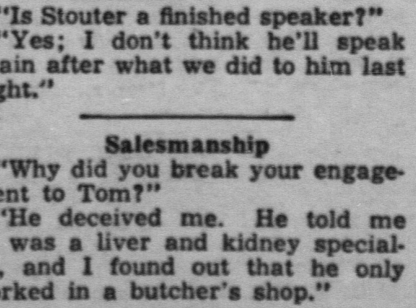 "Is Stouter a finished speaker?"
"Yes; I don't think he'll speak
ain after what we did to him last
ght."
Salesmanship
"Why did you break your engage-
ent to Tom?"
"He deceived me. He told me
was a liver and kidney special-
, and I found out that he only
rked in a butcher's shop."